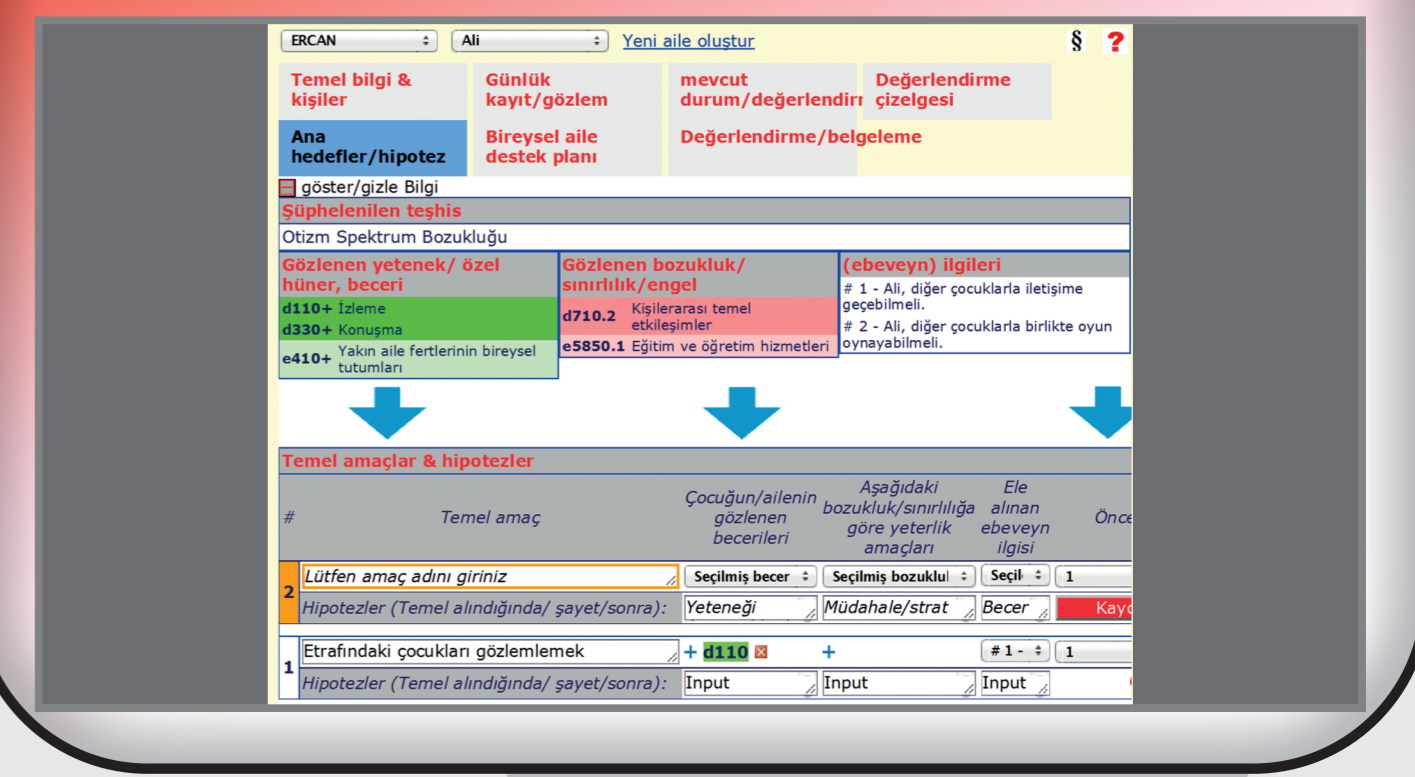 ERCAN Ali Yeni aile oluştur § ?
Temel bilgi & kişiler
Günlük kayıt/gözlem
mevcut durum/değerlendirr
Değerlendirme çizelgesi
Ana hedefler/hipotez
Bireysel aile destek planı
Değerlendirme/belgeleme
göster/gizle Bilgi
Şüphelenilen teşhis
Otizm Spektrum Bozukluğu
Gözlenen yetenek/ özel
hüner, beceri
d110+ İzleme
d330+ Konuşma
e410+ Yakın aile fertlerinin bireysel
tutumları
Gözlenen bozukluk/
sınırlılık/engel
d710.2 Kişilerarası temel
etkileşimler
e5850.1 Eğitim ve öğretim hizmetleri
(ebeveyn) ilgileri
# 1 - Ali, diğer çocuklarla iletişime
geçebilmeli.
# 2 - Ali, diğer çocuklarla birlikte oyun
oynayabilmeli.
Temel amaçlar & hipotezler
#
Temel amaç
Çocuğun/ailenin
gözlenen
becerileri
Aşağıdaki
bozukluk/sınırlılığa
göre yeterlik
amaçları
Ele
alınan
ebeveyn
ilgisi
Önce
2
Lütfen amaç adını giriniz Seçilmiş becer Seçilmiş bozuklul Seçil 1
Hipotezler (Temel alındığında/ şayet/sonra): Yeteneği Müdahale/strat Becer Kayd
1
Etrafındaki çocukları gözlemlemek + d110 + # 1 - 1
Hipotezler (Temel alındığında/ şayet/sonra): Input Input Input